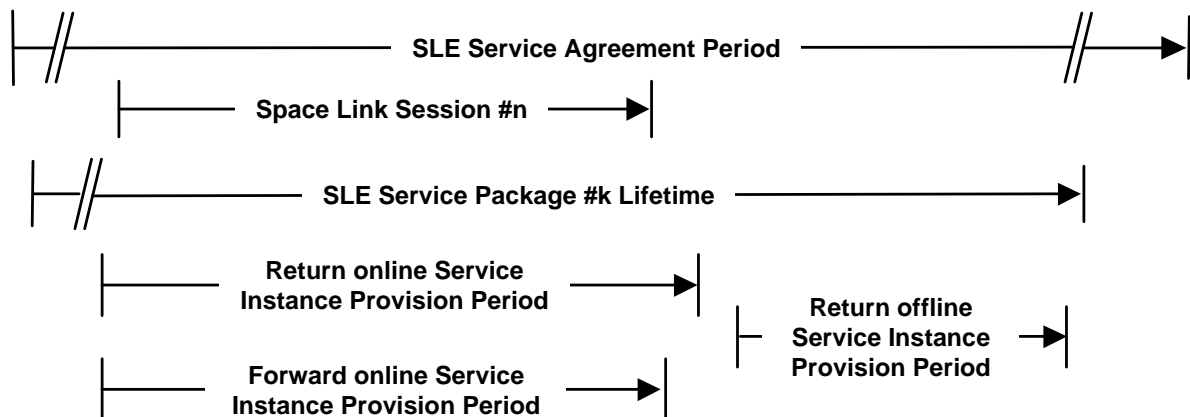 SLE Service Agreement Period
Space Link Session #n
SLE Service Package #k Lifetime
Return online Service
Instance Provision Period
Return offline
Service Instance
Provision Period
Forward online Service
Instance Provision Period